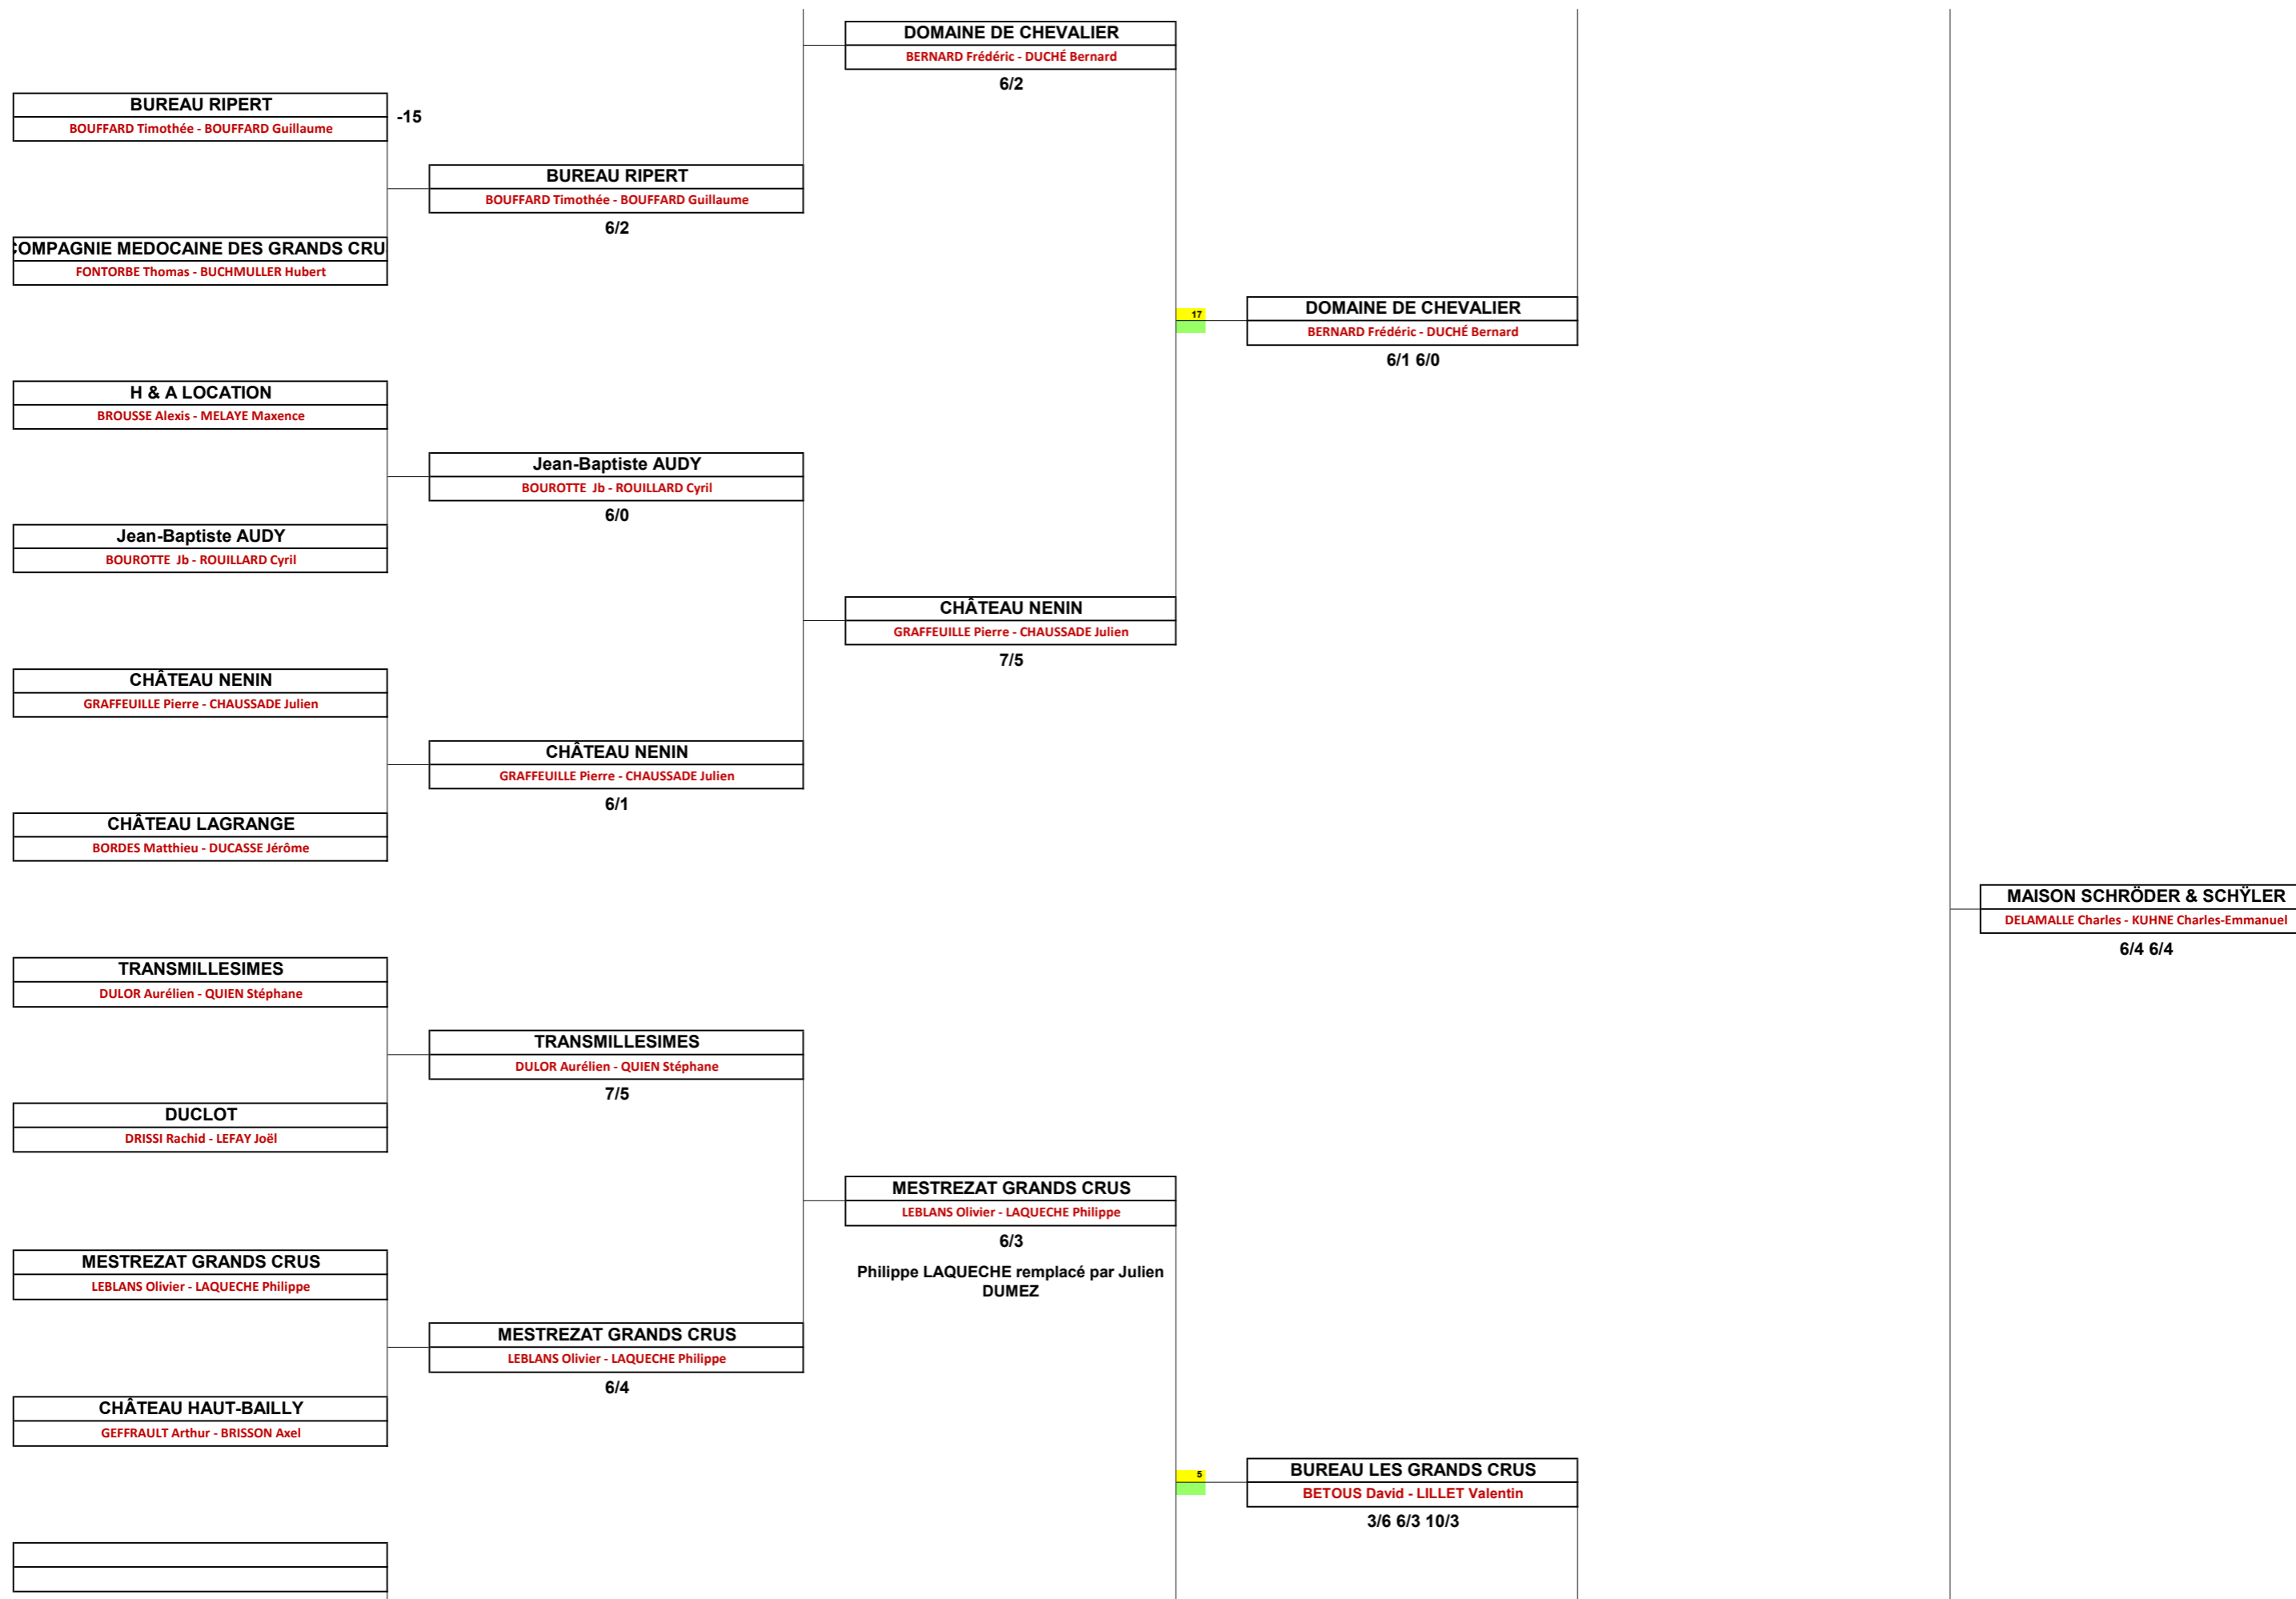 DOMAINE DE CHEVALIER
BERNARD Frédéric - DUCHÉ Bernard
6/2
BUREAU RIPERT
BOUFFARD Timothée - BOUFFARD Guillaume
-15
BUREAU RIPERT
BOUFFARD Timothée - BOUFFARD Guillaume
6/2
COMPAGNIE MEDOCAINE DES GRANDS CRU
FONTORBE Thomas - BUCHMULLER Hubert
17
DOMAINE DE CHEVALIER
BERNARD Frédéric - DUCHÉ Bernard
6/1 6/0
H & A LOCATION
BROUSSE Alexis - MELAYE Maxence
Jean-Baptiste AUDY
BOUROTTE Jb - ROUILLARD Cyril
6/0
Jean-Baptiste AUDY
BOUROTTE Jb - ROUILLARD Cyril
CHÂTEAU NENIN
GRAFFEUILLE Pierre - CHAUSSADE Julien
7/5
CHÂTEAU NENIN
GRAFFEUILLE Pierre - CHAUSSADE Julien
CHÂTEAU NENIN
GRAFFEUILLE Pierre - CHAUSSADE Julien
6/1
CHÂTEAU LAGRANGE
BORDES Matthieu - DUCASSE Jérôme
MAISON SCHRÖDER & SCHŸLER
DELAMALLE Charles - KUHNE Charles-Emmanuel
6/4 6/4
TRANSMILLESIMES
DULOR Aurélien - QUIEN Stéphane
TRANSMILLESIMES
DULOR Aurélien - QUIEN Stéphane
7/5
DUCLOT
DRISSI Rachid - LEFAY Joël
MESTREZAT GRANDS CRUS
LEBLANS Olivier - LAQUECHE Philippe
6/3
Philippe LAQUECHE remplacé par Julien
DUMEZ
MESTREZAT GRANDS CRUS
LEBLANS Olivier - LAQUECHE Philippe
MESTREZAT GRANDS CRUS
LEBLANS Olivier - LAQUECHE Philippe
6/4
CHÂTEAU HAUT-BAILLY
GEFFRAULT Arthur - BRISSON Axel
5
BUREAU LES GRANDS CRUS
BETOUS David - LILLET Valentin
3/6 6/3 10/3